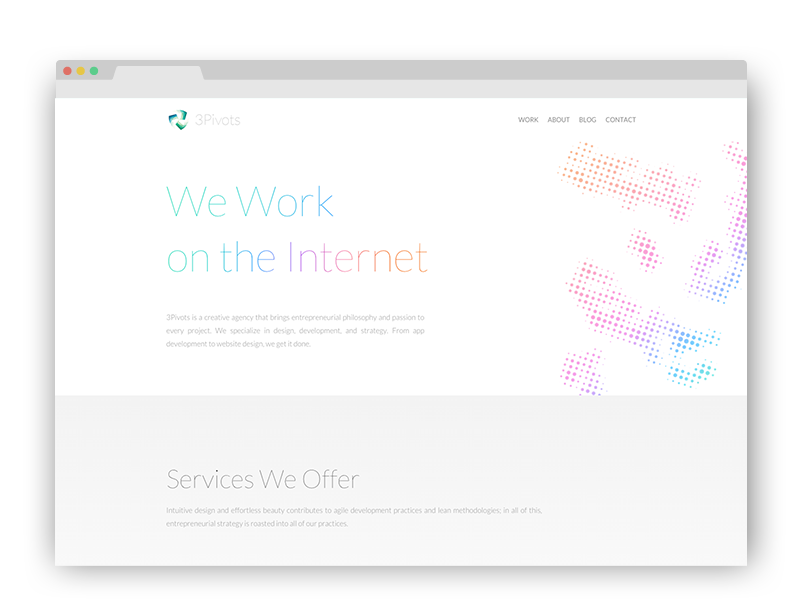 3Pivots
WORK ABOUT BLOG CONTACT
We Work
on the Internet
3Pivots is a creative agency that brings entrepreneurial philosophy and passion to
every project. We specialize in design, development, and strategy. From app
development to website design, we get it done.
Services We Offer
Intuitive design and effortless beauty contributes to agile development practices and lean methodologies; in all of this,
entrepreneurial strategy is roasted into all of our practices.